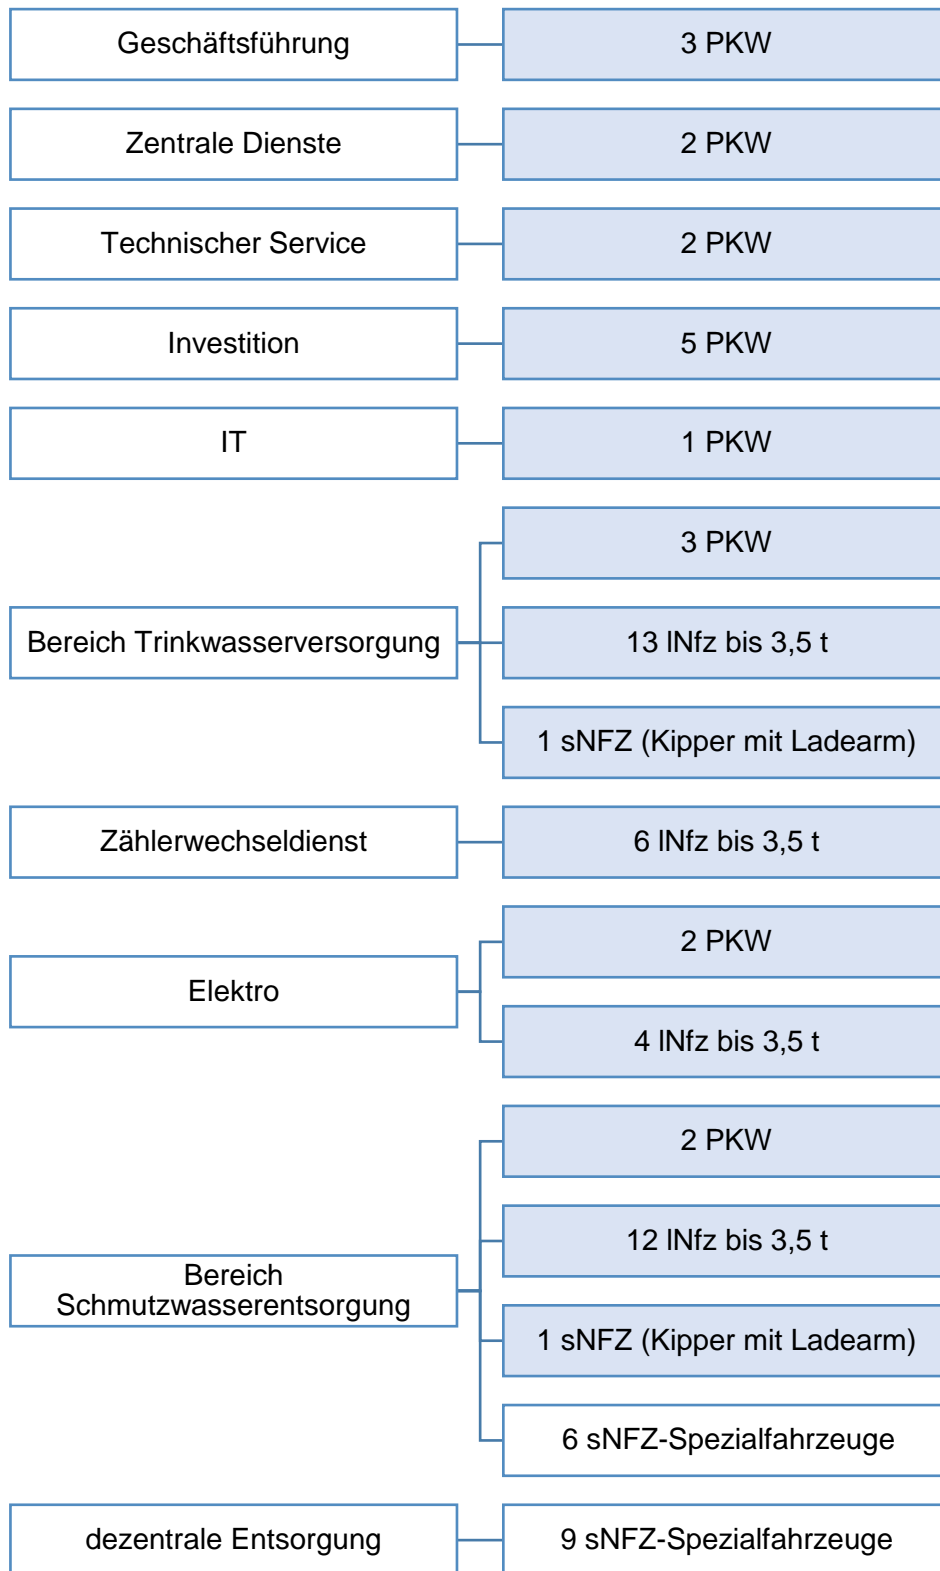 Geschäftsführung
3 PKW
Zentrale Dienste
2 PKW
Technischer Service
2 PKW
Investition
5 PKW
IT
1 PKW
Bereich Trinkwasserversorgung
3 PKW
13 lNfz bis 3,5 t
1 sNFZ (Kipper mit Ladearm)
Zählerwechseldienst
6 lNfz bis 3,5 t
Elektro
2 PKW
4 lNfz bis 3,5 t
Bereich
Schmutzwasserentsorgung
2 PKW
12 lNfz bis 3,5 t
1 sNFZ (Kipper mit Ladearm)
6 sNFZ-Spezialfahrzeuge
dezentrale Entsorgung
9 sNFZ-Spezialfahrzeuge